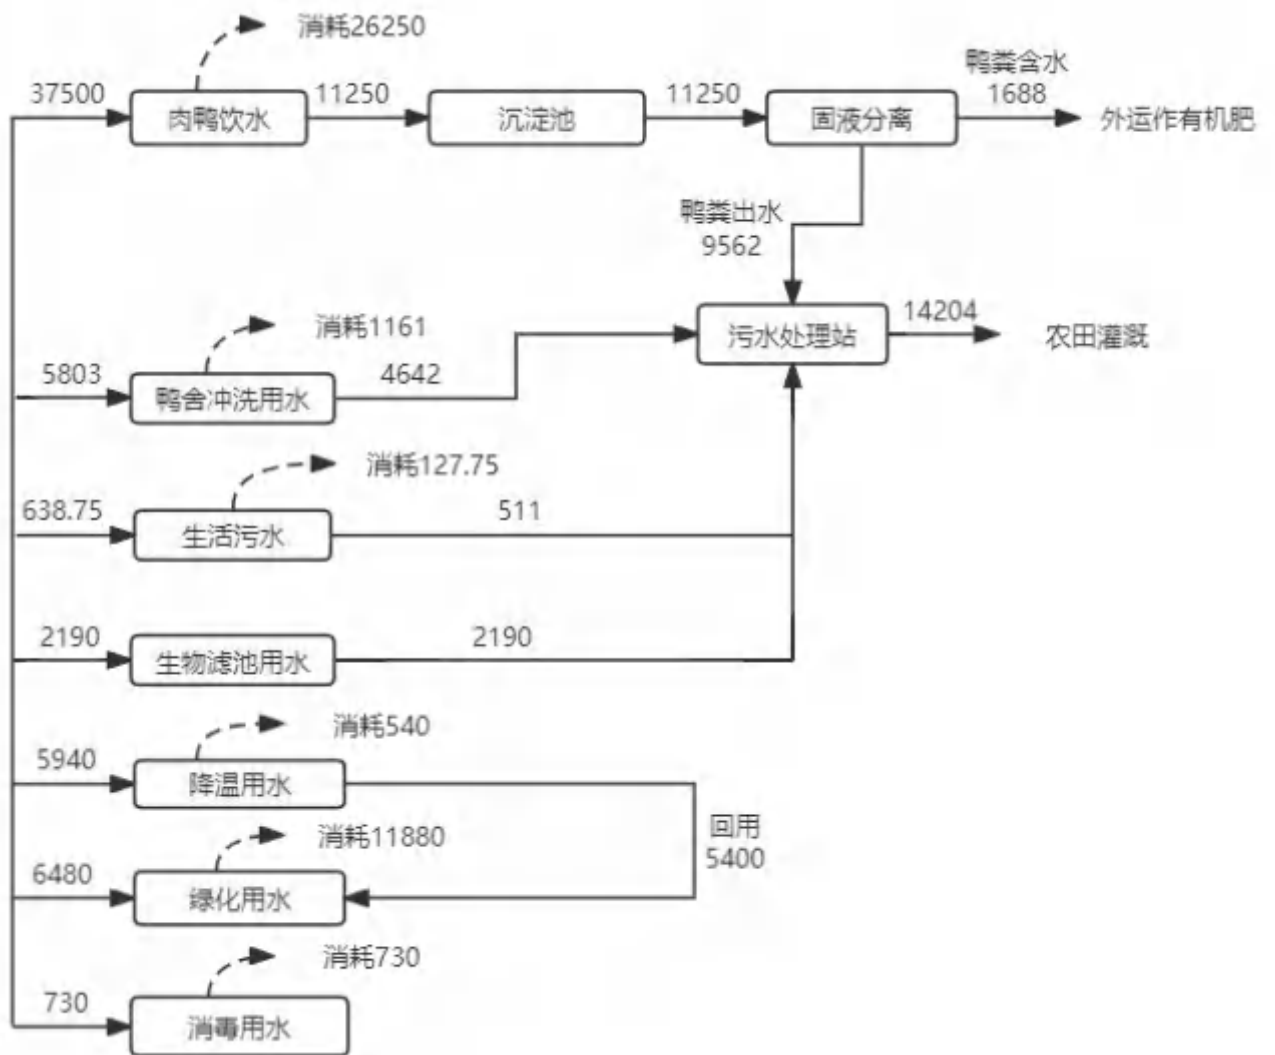 消耗26250
37500
肉鸭饮水
11250
沉淀池
11250
固液分离
鸭粪含水
1688
外运作有机肥
鸭粪出水
9562
消耗1161
5803
鸭舍冲洗用水
4642
污水处理站
14204
农田灌溉
消耗127.75
638.75
生活污水
511
2190
生物滤池用水
2190
消耗540
5940
降温用水
回用
5400
消耗11880
6480
绿化用水
消耗730
730
消毒用水